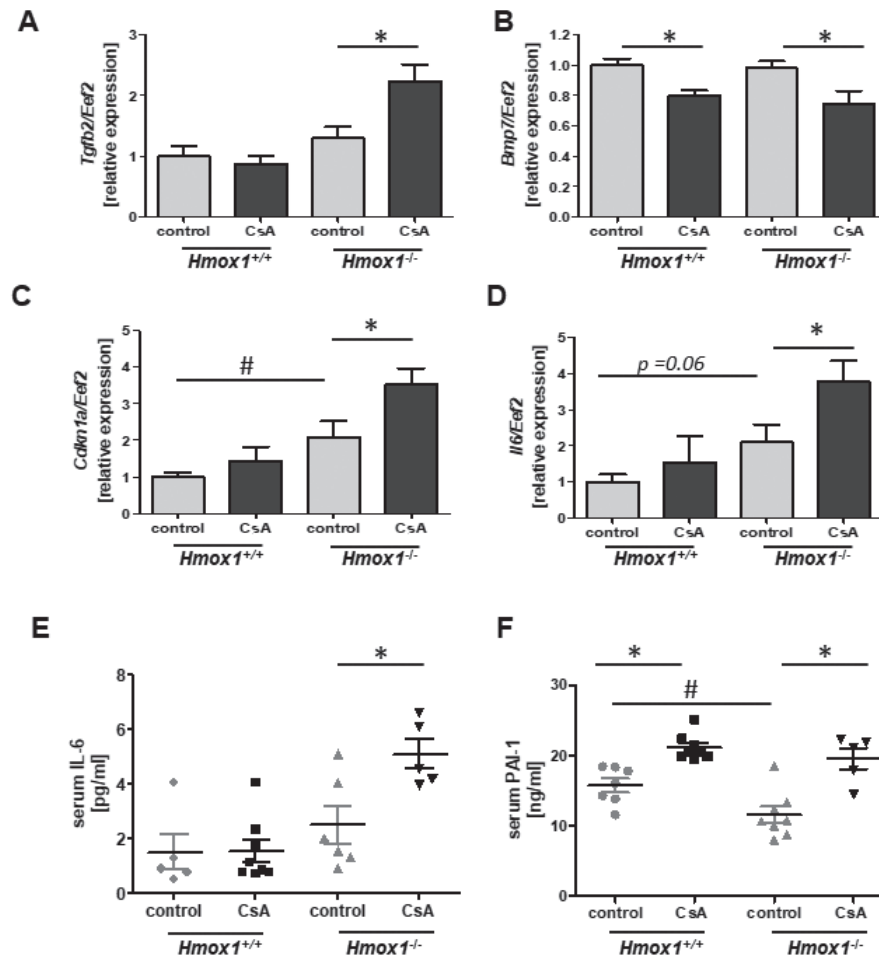 A
Tgfb2/Eef2
[relative expression]
3
2
1
0
*
control CsA control CsA
Hmox1+/+ Hmox1-/-
B
Bmp7/Eef2
[relative expression]
1.2
1.0
0.8
0.6
0.4
0.2
0.0
* *
control CsA control CsA
Hmox1+/+ Hmox1-/-
C
Cdkn1a/Eef2
[relative expression]
5
4
3
2
1
0
# *
control CsA control CsA
Hmox1+/+ Hmox1-/-
D
Il6/Eef2
[relative expression]
5
4
3
2
1
0
p =0.06 *
control CsA control CsA
Hmox1+/+ Hmox1-/-
E
serum IL-6
[pg/ml]
8
6
4
2
0
*
control CsA control CsA
Hmox1+/+ Hmox1-/-
F
serum PAI-1
[ng/ml]
30
20
10
0
* # *
control CsA control CsA
Hmox1+/+ Hmox1-/-